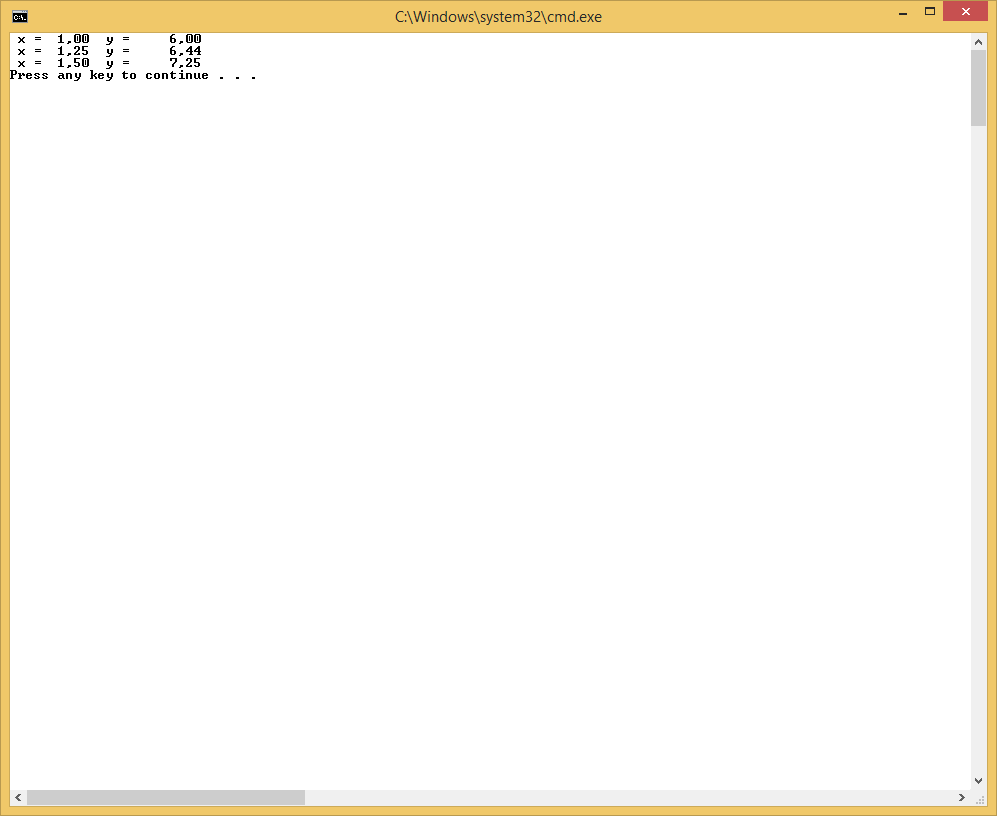 C:\Windows\system32\cmd.exe
x = 1,00 y = 6,00
x = 1,25 y = 6,44
x = 1,50 y = 7,25
Press any key to continue . . .